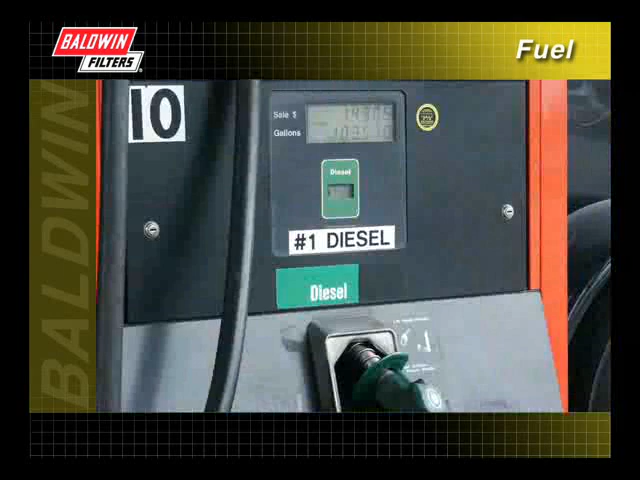 BALDWIN
FILTERS
Fuel
BALDWIN
10
Sale $
Gallons
Diesel
#1 DIESEL
Diesel